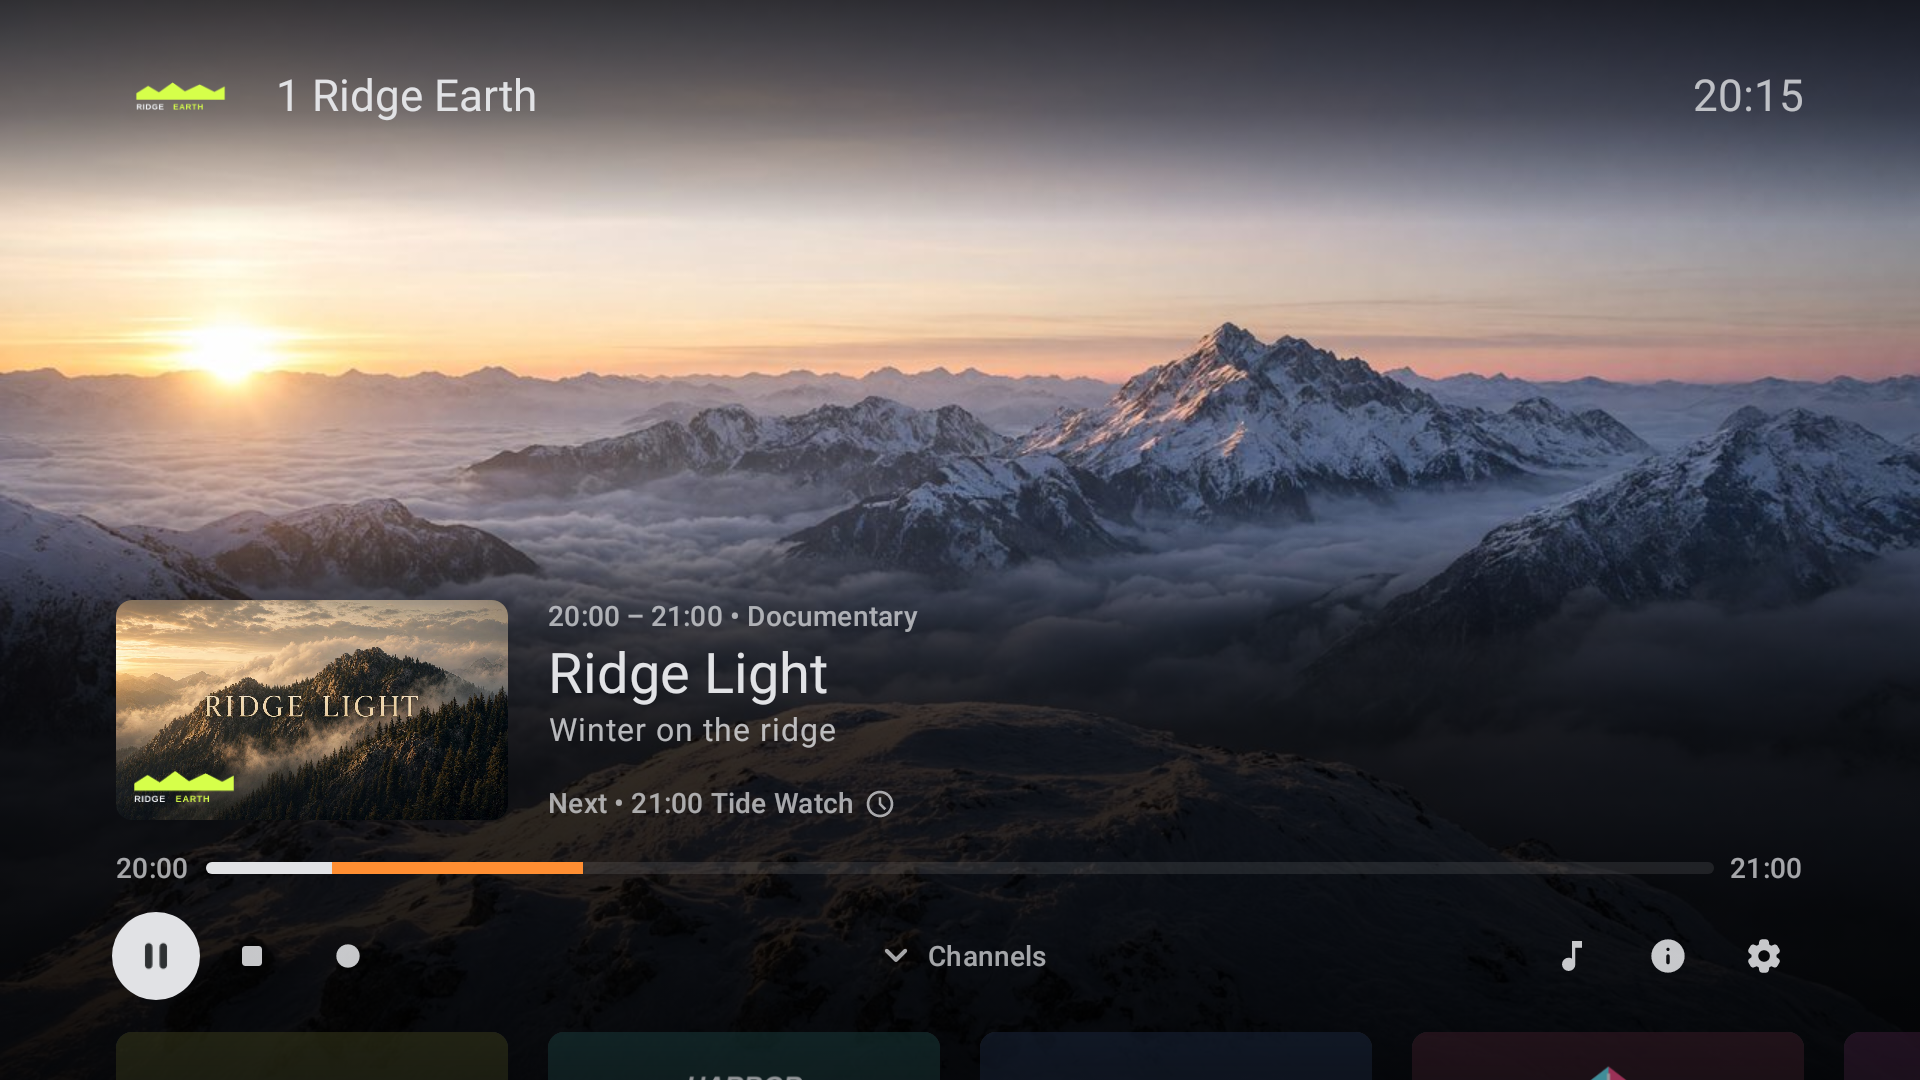 RIDGE EARTH
1 Ridge Earth
20:15
20:00 – 21:00 • Documentary
Ridge Light
Winter on the ridge
RIDGE LIGHT
RIDGE EARTH
Next • 21:00 Tide Watch
20:00
21:00
Channels